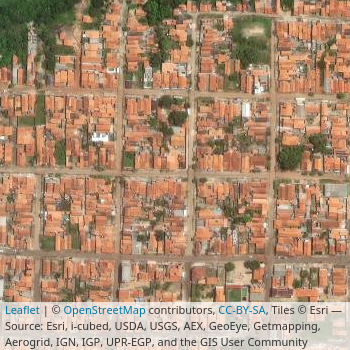 Leaflet | © OpenStreetMap contributors, CC-BY-SA, Tiles © Esri —
Source: Esri, i-cubed, USDA, USGS, AEX, GeoEye, Getmapping,
Aerogrid, IGN, IGP, UPR-EGP, and the GIS User Community